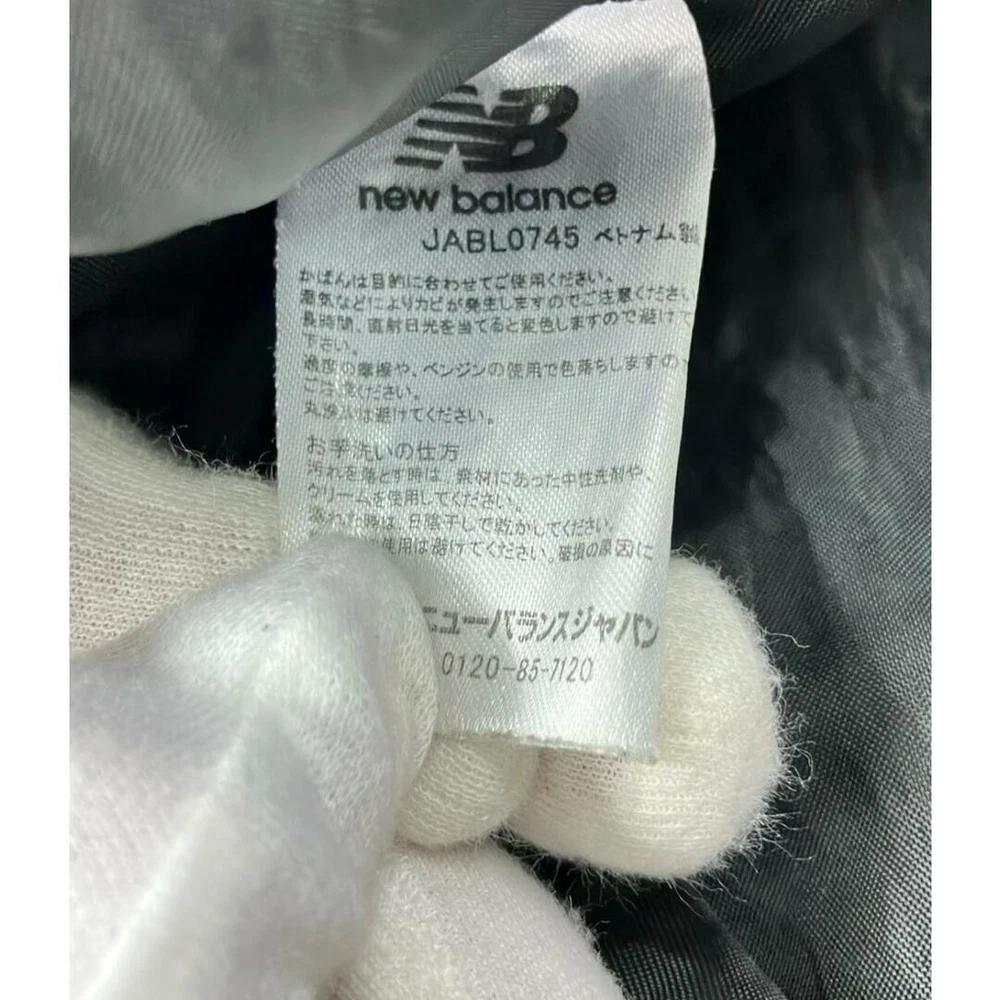 NB
new balance
JABL0745 ベトナム製
かばんは目的に合わせてご使用ください。
湿気などによりカビが発生しますのでご注意ください
長時間、直射日光を当てると変色しますので避けて
下さい。
過度の摩擦や、ベンジンの使用で色落ちしますので
ご注意ください。
丸洗いは避けてください。
お手洗いの仕方
汚れを落とす時は、素材にあった中性洗剤や、
クリームを使用してください。
濡れた時は、日陰干しで乾かしてください。
使用は避けてください。破損の原因に
ニューバランスジャパン
0120-85-7120